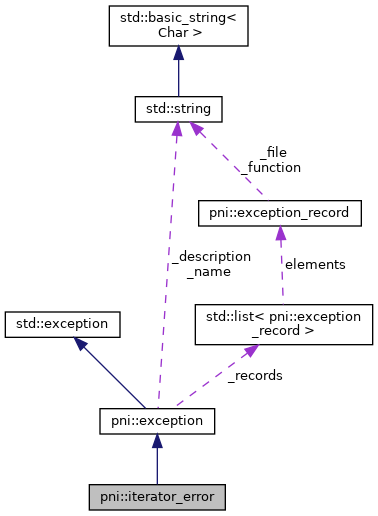 std::basic_string<
Char >
std::string
_file
_function
pni::exception_record
_description
_name
elements
std::exception
std::list< pni::exception
_record >
_records
pni::exception
pni::iterator_error